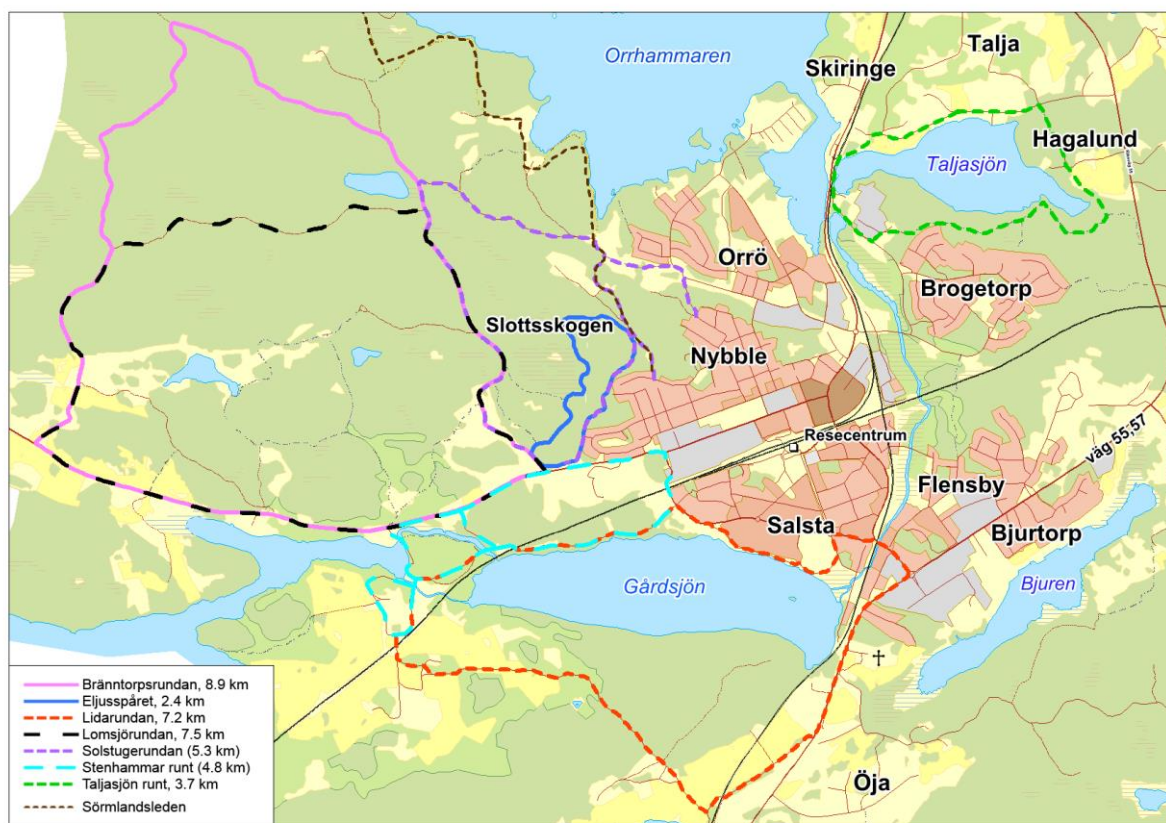 Orrhammaren
Talja
Skiringe
Hagalund
Taljasjön
Orrö
Brogetorp
Slottsskogen
Nybble
Resecentrum
väg 55;57
Flensby
Salsta
Bjurtorp
Gårdsjön
Bjuren
Öja
Bränntorpsrundan, 8.9 km
Eljusspåret, 2.4 km
Lidarundan, 7.2 km
Lomsjörundan, 7.5 km
Solstugerundan (5.3 km)
Stenhammar runt (4.8 km)
Taljasjön runt, 3.7 km
Sörmlandsleden